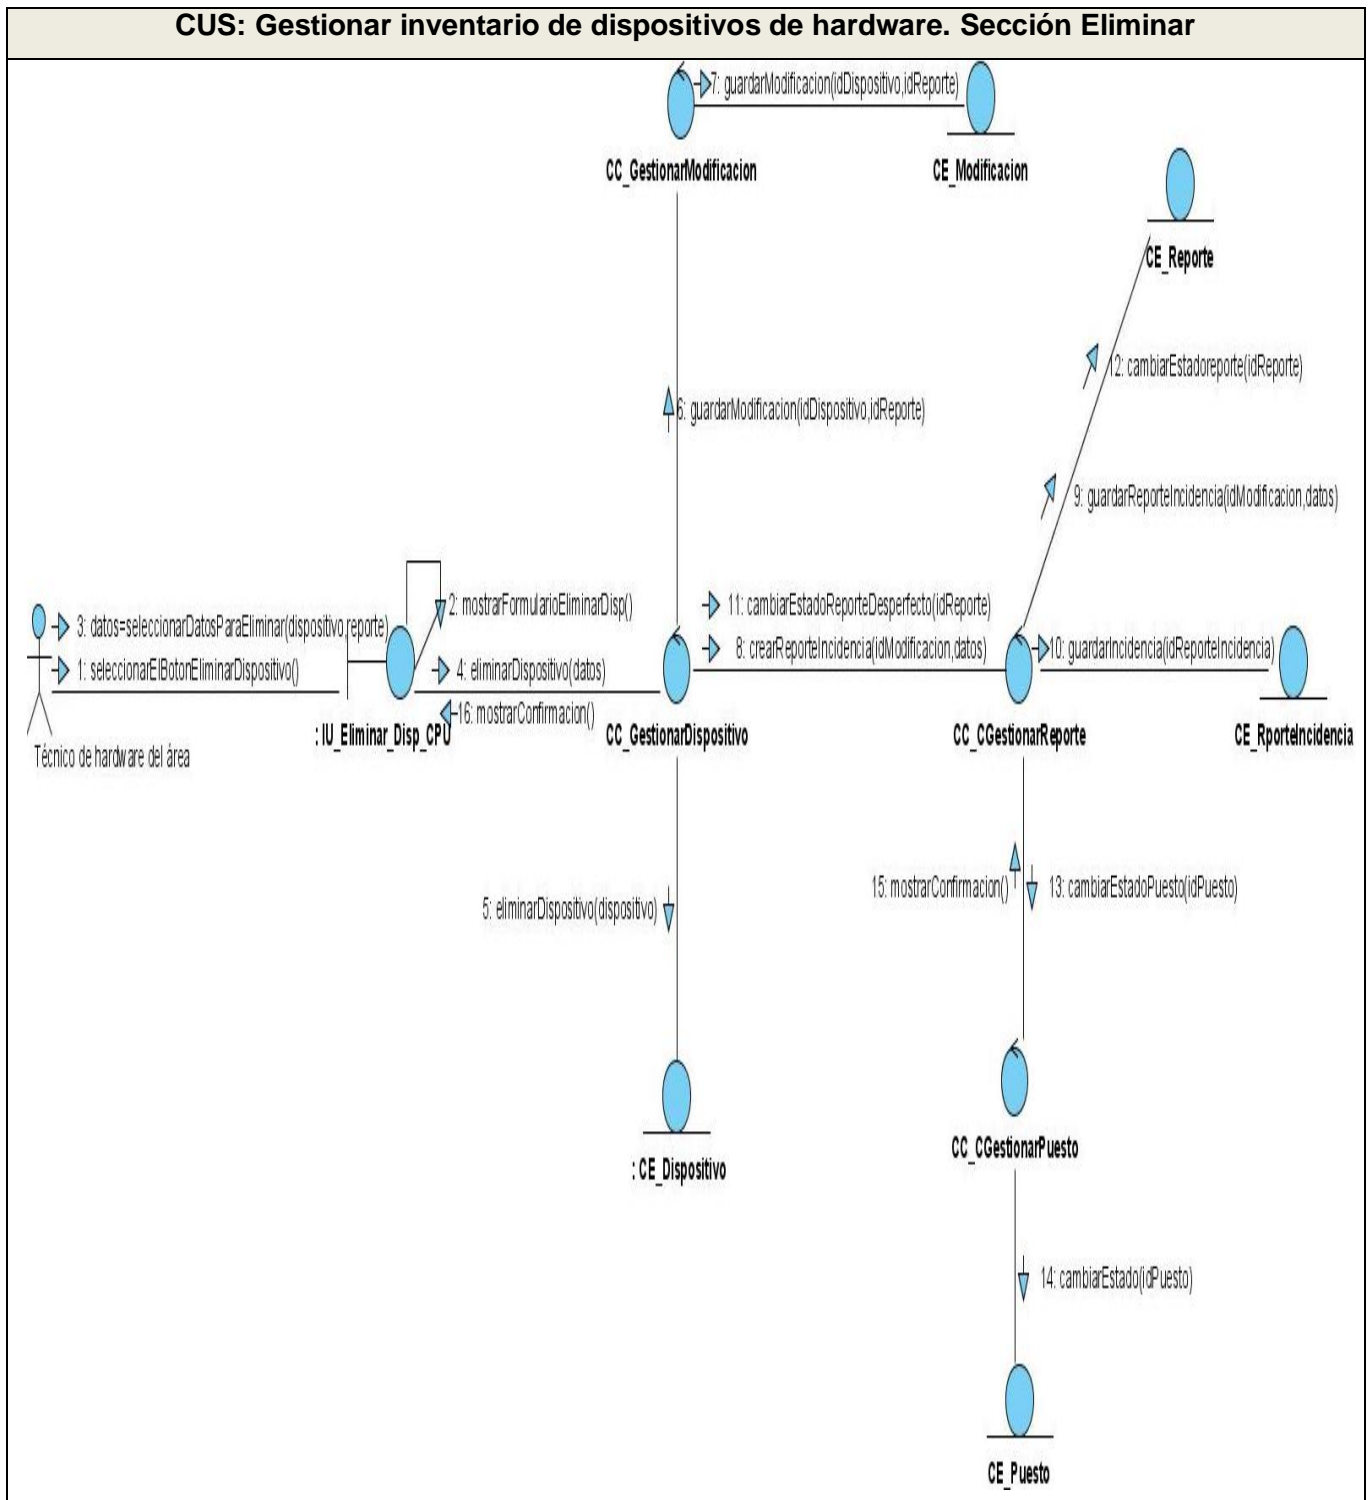 CUS: Gestionar inventario de dispositivos de hardware. Sección Eliminar
7: guardarModificacion(idDispositivo,idReporte)
CC_GestionarModificacion
CE_Modificacion
CE_Reporte
12: cambiarEstadoreporte(idReporte)
6: guardarModificacion(idDispositivo,idReporte)
9: guardarReporteIncidencia(idModificacion,datos)
2: mostrarFormularioEliminarDisp()
11: cambiarEstadoReporteDesperfecto(idReporte)
3: datos=seleccionarDatosParaEliminar(dispositivo,reporte)
8: crearReporteIncidencia(idModificacion,datos)
10: guardarIncidencia(idReporteIncidencia)
1: seleccionarElBotonEliminarDispositivo()
4: eliminarDispositivo(datos)
16: mostrarConfirmacion()
: IU_Eliminar_Disp_CPU
CC_GestionarDispositivo
CC_CGestionarReporte
CE_RporteIncidencia
Técnico de hardware del área
15: mostrarConfirmacion()
13: cambiarEstadoPuesto(idPuesto)
5: eliminarDispositivo(dispositivo)
CC_CGestionarPuesto
: CE_Dispositivo
14: cambiarEstado(idPuesto)
CE_Puesto